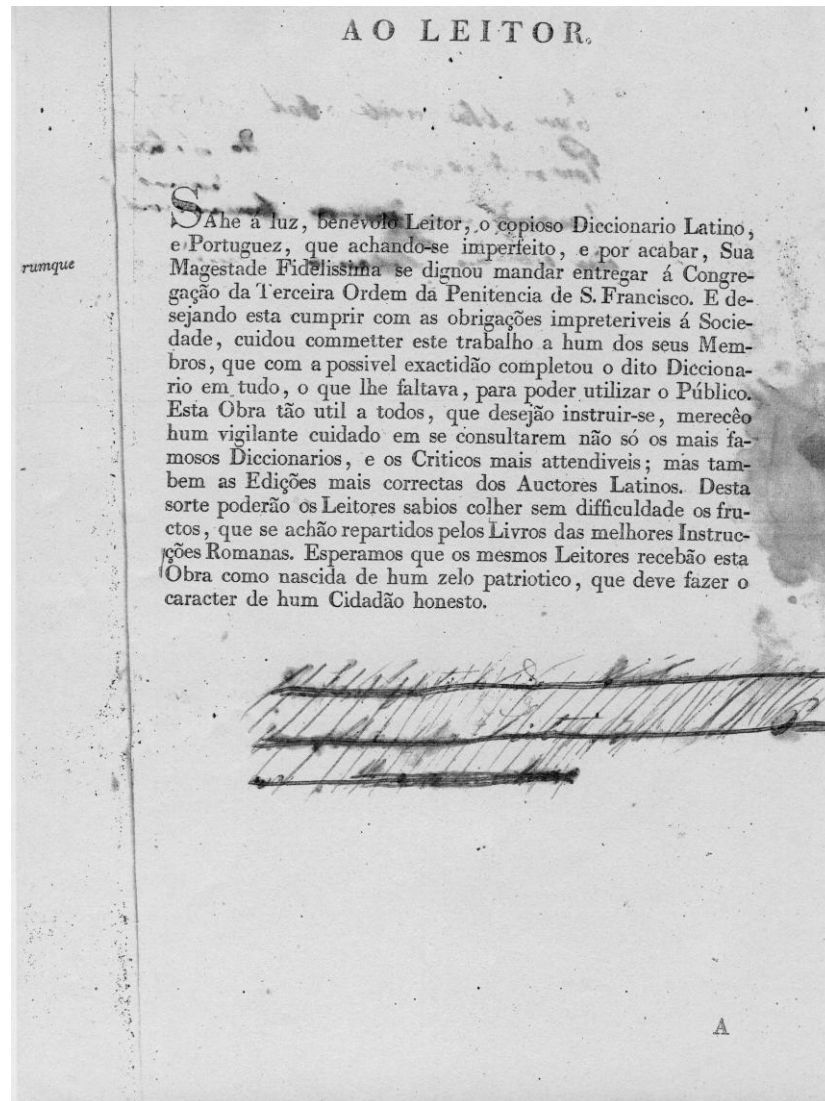 AO LEITOR.
SAhe á luz, benevolo Leitor, o copioso Diccionario Latino,
e Portuguez, que achando-se imperfeito, e por acabar, Sua
rumque
Magestade Fidelissima se dignou mandar entregar á Congre-
gação da Terceira Ordem da Penitencia de S. Francisco. E de-
sejando esta cumprir com as obrigações impreteriveis á Socie-
dade, cuidou commetter este trabalho a hum dos seus Mem-
bros, que com a possivel exactidão completou o dito Dicciona-
rio em tudo, o que lhe faltava, para poder utilizar o Público.
Esta Obra tão util a todos, que desejão instruir-se, merecêo
hum vigilante cuidado em se consultarem não só os mais fa-
mosos Diccionarios, e os Criticos mais attendiveis; mas tam-
bem as Edições mais correctas dos Auctores Latinos. Desta
sorte poderão os Leitores sabios colher sem difficuldade os fru-
ctos, que se achão repartidos pelos Livros das melhores Instruc-
ções Romanas. Esperamos que os mesmos Leitores recebão esta
Obra como nascida de hum zelo patriotico, que deve fazer o
caracter de hum Cidadão honesto.
A